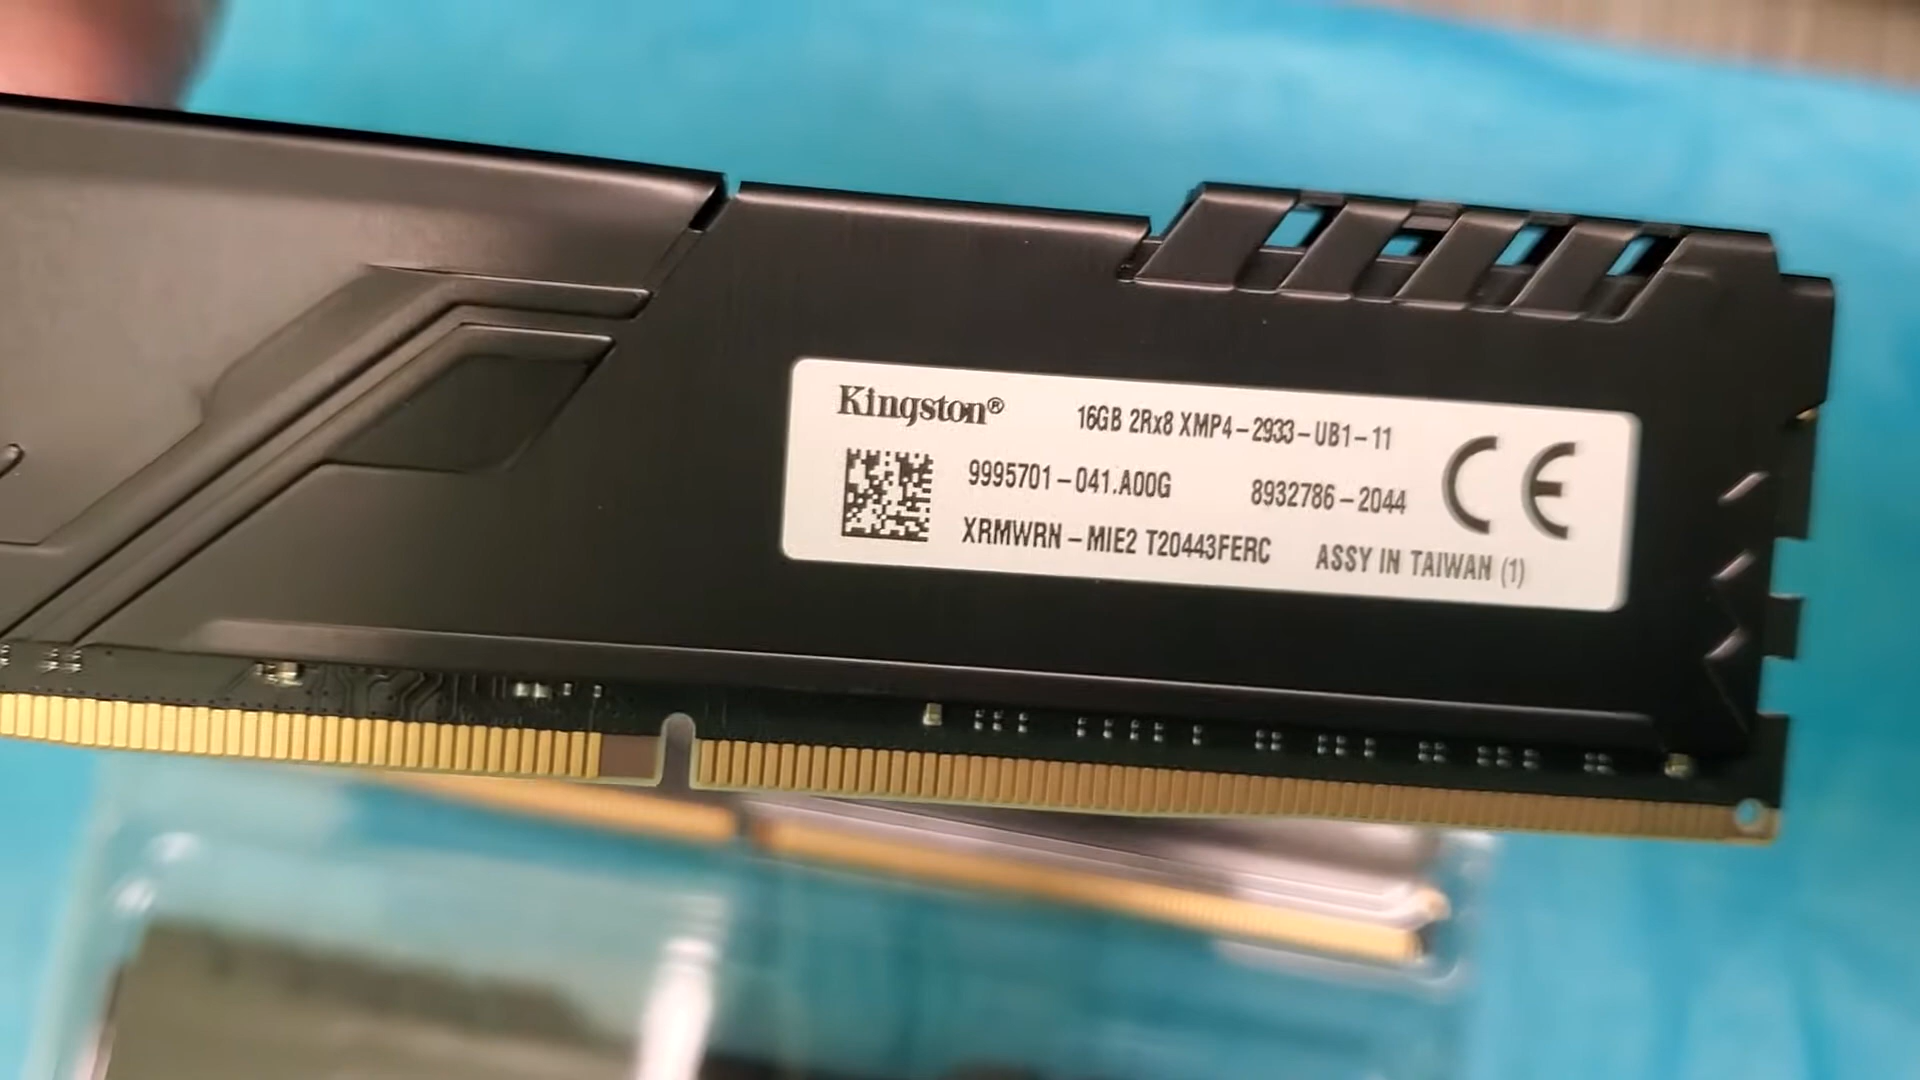 Kingston®
16GB 2Rx8 XMP4-2933-UB1-11
9995701-041.A00G
8932786-2044
XRMWRN-MIE2 T20443FERC
ASSY IN TAIWAN (1)
CE